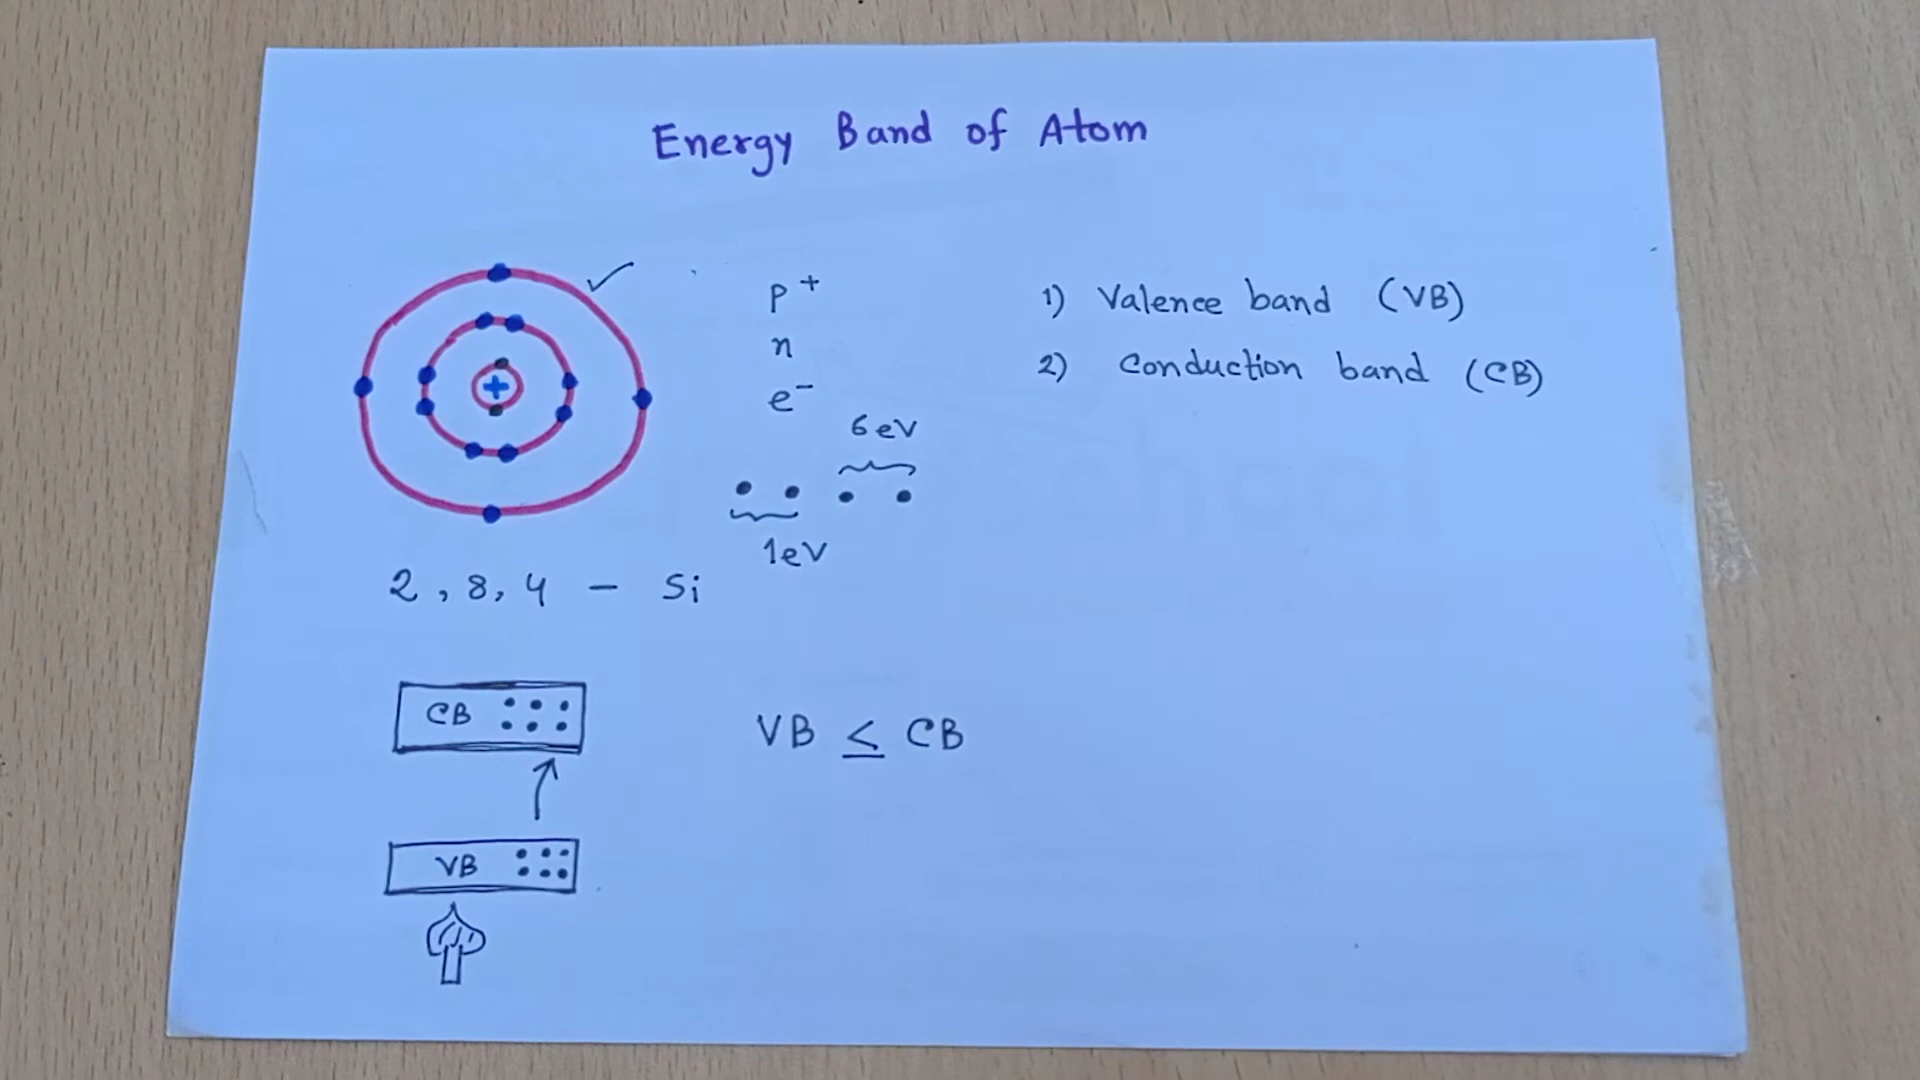 Energy Band of Atom
+
p+
n
e-
6eV
1eV
2, 8, 4 - Si
1) Valence band (VB)
2) Conduction band (CB)
CB
VB ≤ CB
VB